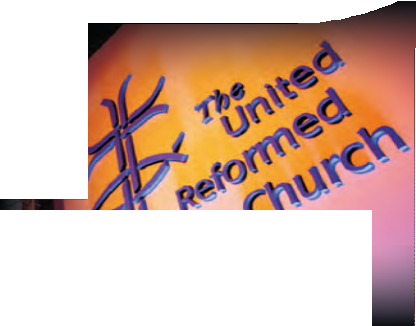 The
United
Reformed
Church